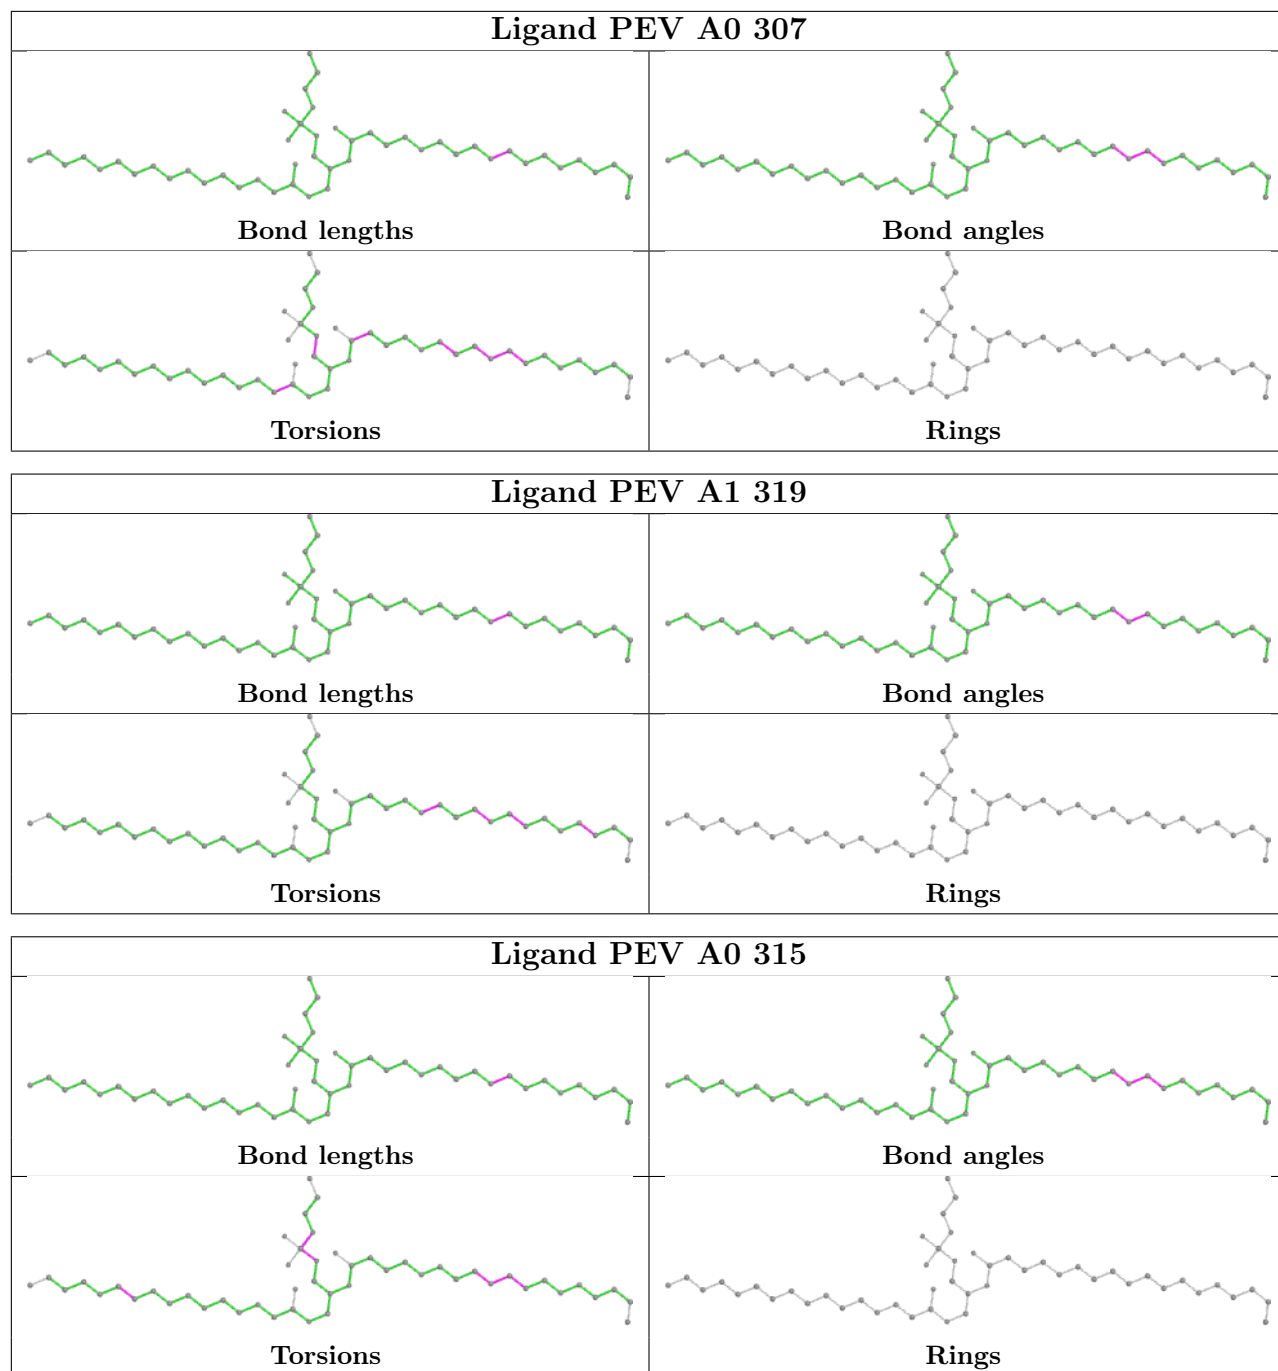 Ligand PEV A0 307
Bond lengths
Bond angles
Torsions
Rings
Ligand PEV A1 319
Bond lengths
Bond angles
Torsions
Rings
Ligand PEV A0 315
Bond lengths
Bond angles
Torsions
Rings